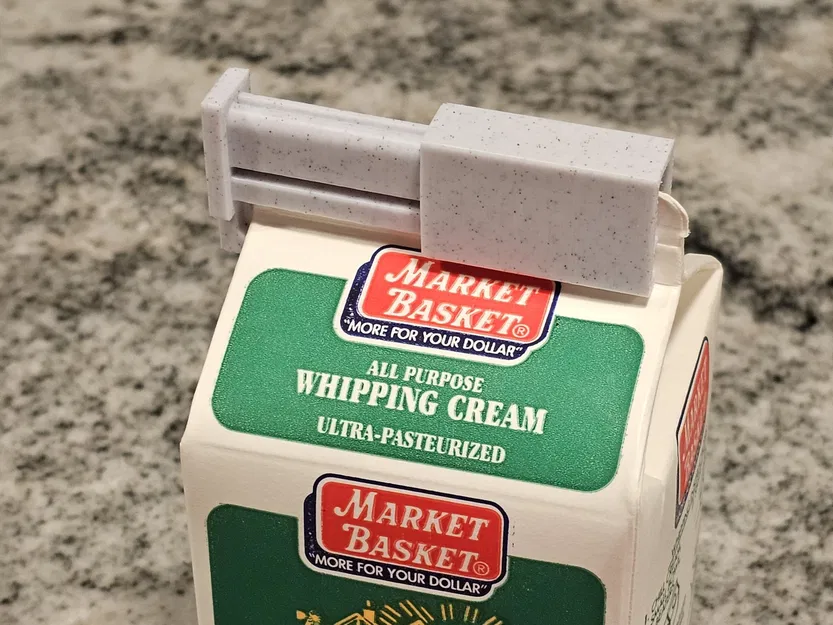 MARKET
BASKET®
"MORE FOR YOUR DOLLAR"
ALL PURPOSE
WHIPPING CREAM
ULTRA-PASTEURIZED
MARKET
BASKET®
"MORE FOR YOUR DOLLAR"